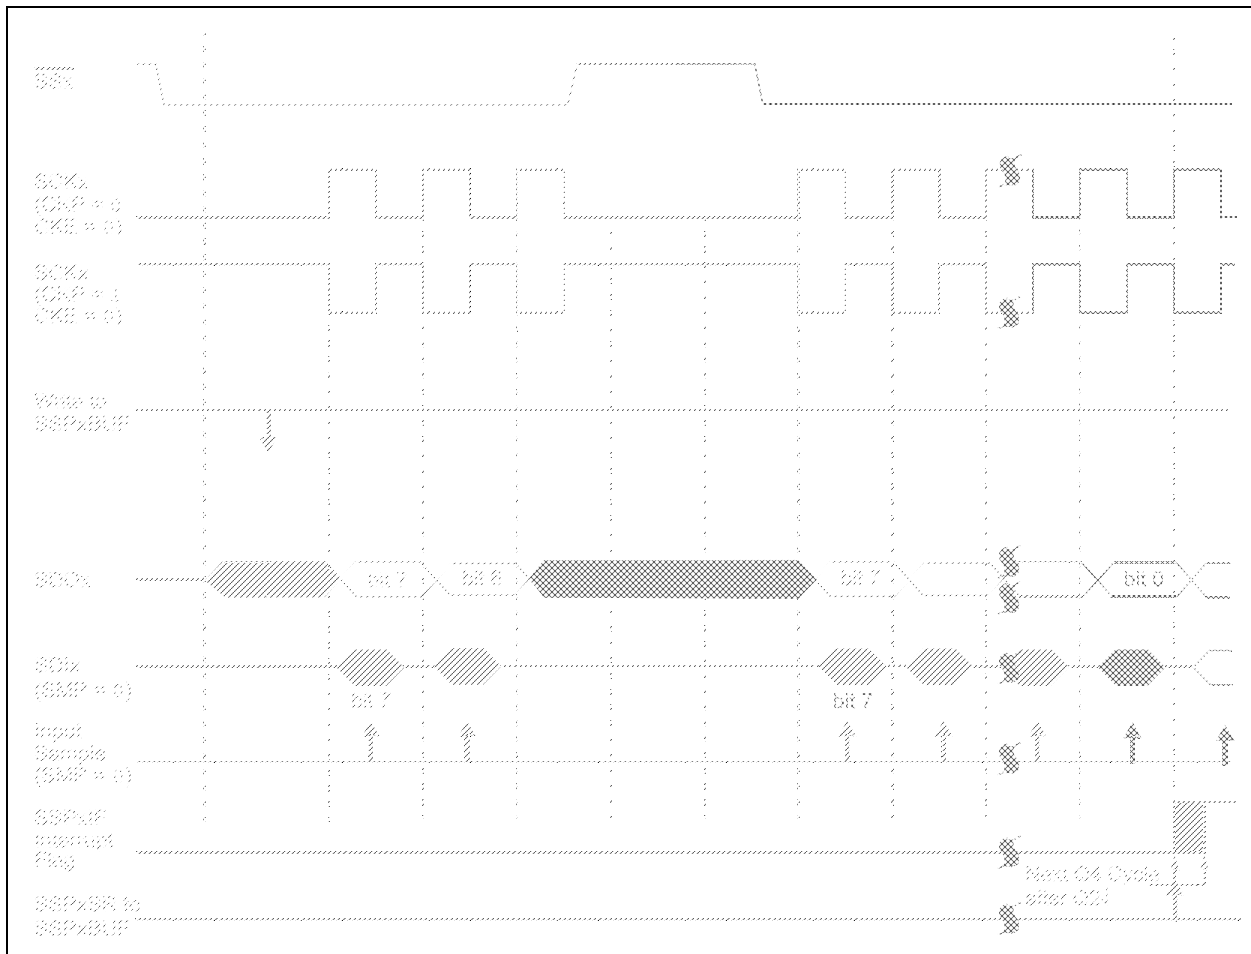 SSx
SCKx
(CKP = 0
CKE = 0)
SCKx
(CKP = 1
CKE = 0)
Write to
SSPxBUF
SDOx
bit 7
bit 6
bit 7
bit 0
SDIx
(SMP = 0)
bit 7
bit 7
Input
Sample
(SMP = 0)
SSPxIF
Interrupt
Flag
Next Q4 Cycle
after Q2↓
SSPxSR to
SSPxBUF